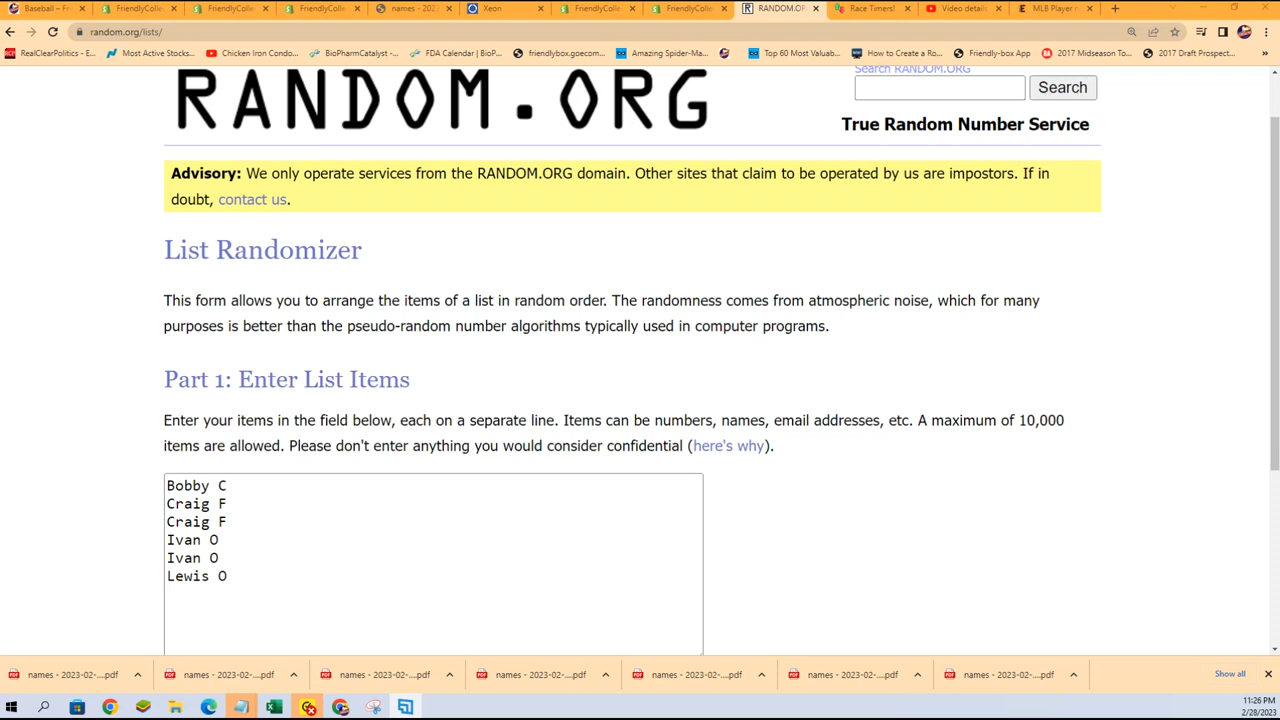 Baseball – Fri
FriendlyColle
FriendlyColle
FriendlyColle
names - 2023
Xeon
FriendlyColle
FriendlyColle
RANDOM.OR
Race Timers!
Video details
MLB Player n
random.org/lists/
RealClearPolitics - E...
Most Active Stocks...
Chicken Iron Condo...
BioPharmCatalyst -...
FDA Calendar | BioP...
friendlybox.goecom...
Amazing Spider-Ma...
Top 60 Most Valuab...
How to Create a Ro...
Friendly-box App
2017 Midseason To...
2017 Draft Prospect...
»
RANDOM.ORG
Search RANDOM.ORG
Search
True Random Number Service
Advisory: We only operate services from the RANDOM.ORG domain. Other sites that claim to be operated by us are impostors. If in
doubt, contact us.
List Randomizer
This form allows you to arrange the items of a list in random order. The randomness comes from atmospheric noise, which for many
purposes is better than the pseudo-random number algorithms typically used in computer programs.
Part 1: Enter List Items
Enter your items in the field below, each on a separate line. Items can be numbers, names, email addresses, etc. A maximum of 10,000
items are allowed. Please don't enter anything you would consider confidential (here's why).
Bobby C
Craig F
Craig F
Ivan O
Ivan O
Lewis O
names - 2023-02-....pdf
names - 2023-02-....pdf
names - 2023-02-....pdf
names - 2023-02-....pdf
names - 2023-02-....pdf
names - 2023-02-....pdf
names - 2023-02-....pdf
Show all
11:26 PM
2/28/2023